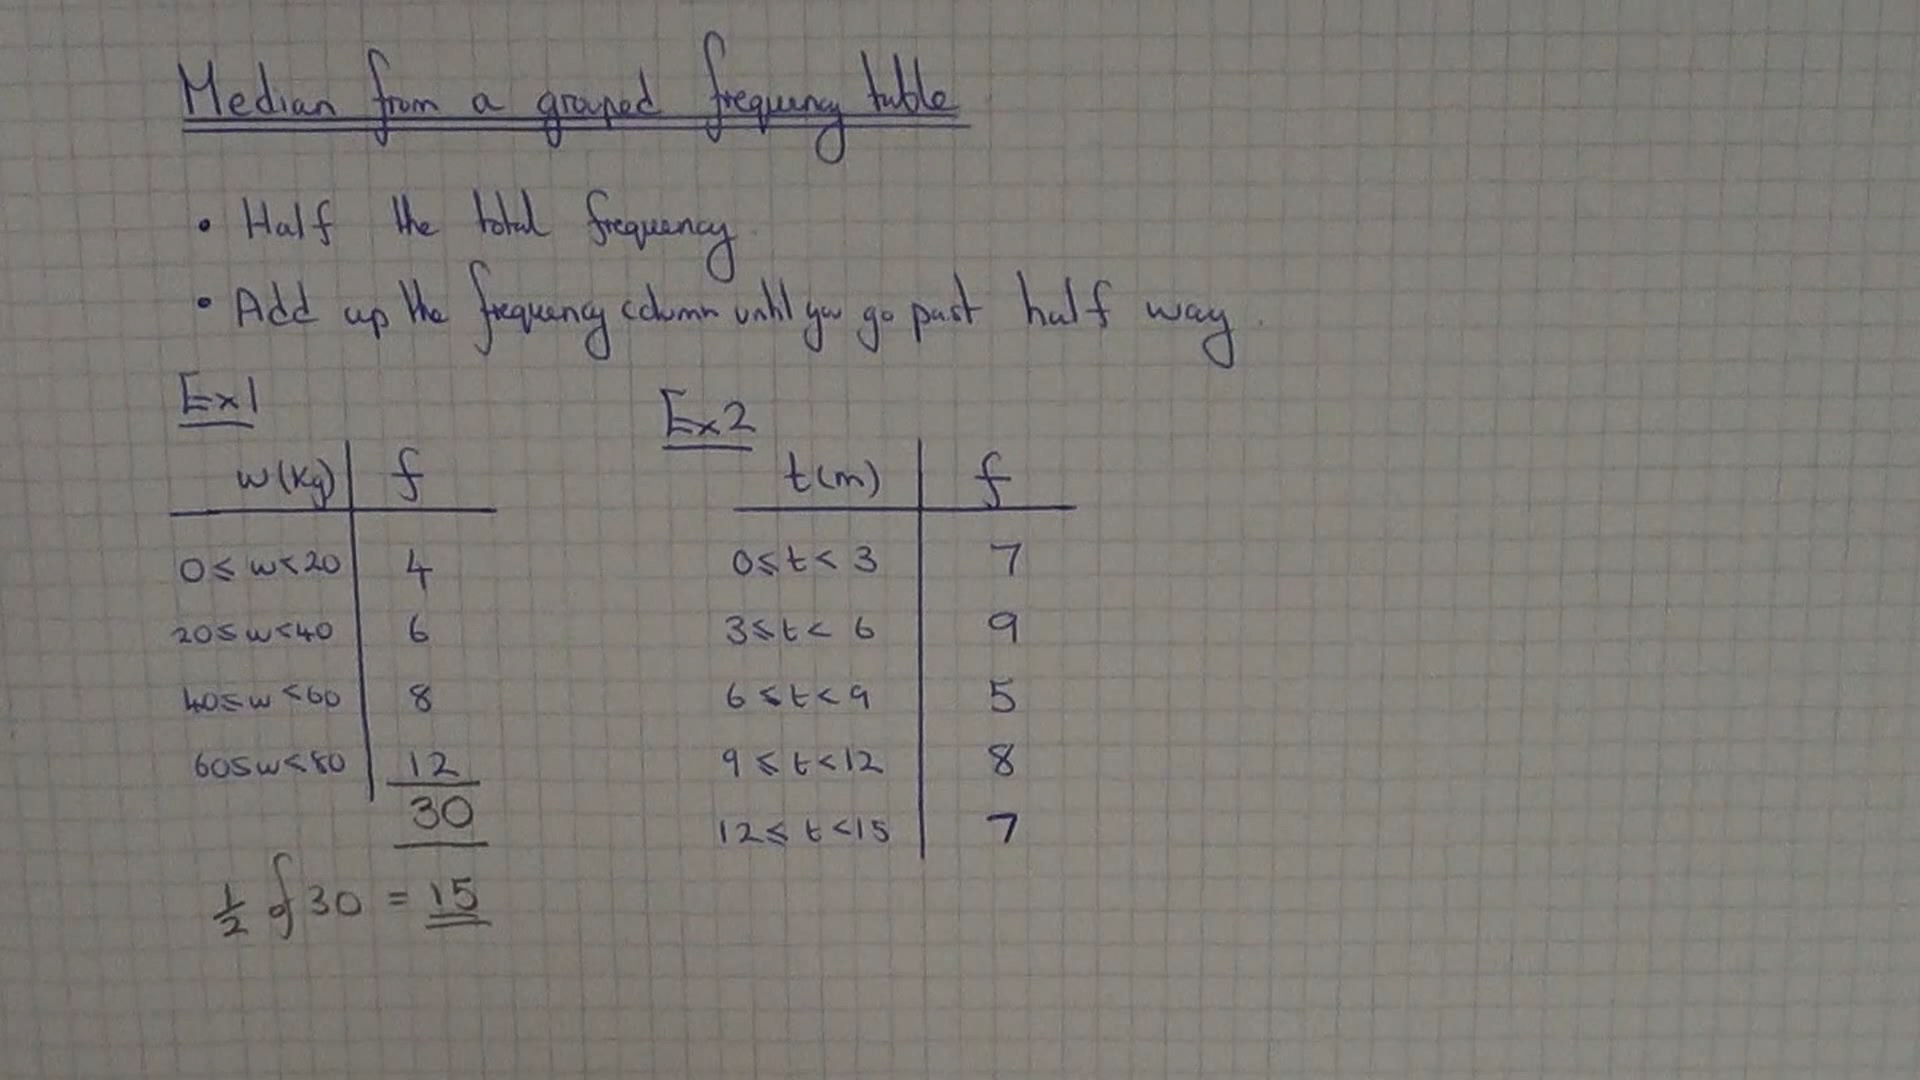 Median from a grouped frequency table
• Half the total frequency.
• Add up the frequency column until you go past half way.
Ex1
w(Kg) f
0 ≤ w < 20 4
20 ≤ w < 40 6
40 ≤ w < 60 8
60 ≤ w < 80 12
30
1/2 of 30 = 15
Ex2
t(m) f
0 ≤ t < 3 7
3 ≤ t < 6 9
6 ≤ t < 9 5
9 ≤ t < 12 8
12 ≤ t < 15 7